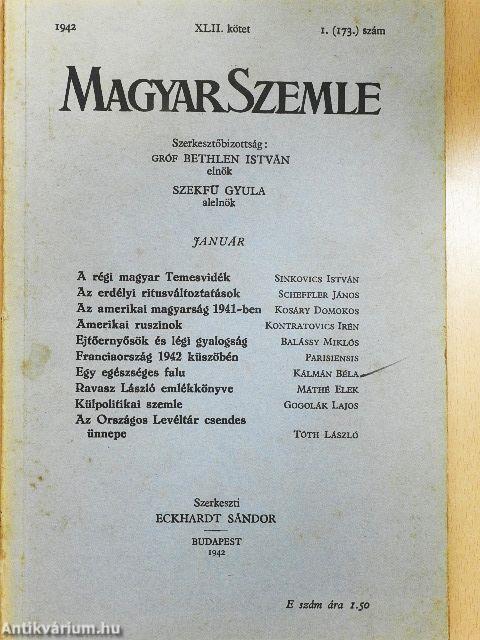 1942 XLII. kötet 1. (173.) szám
MAGYAR SZEMLE
Szerkesztőbizottság:
GRÓF BETHLEN ISTVÁN
elnök
SZEKFŰ GYULA
alelnök
JANUÁR
A régi magyar Temesvidék SINKOVICS ISTVÁN
Az erdélyi ritusváltoztatások SCHEFFLER JÁNOS
Az amerikai magyarság 1941-ben KOSÁRY DOMOKOS
Amerikai ruszinok KONTRATOVICS IRÉN
Ejtőernyősök és légi gyalogság BALÁSSY MIKLÓS
Franciaország 1942 küszöbén PARISIENSIS
Egy egészséges falu KÁLMÁN BÉLA
Ravasz László emlékkönyve MÁTHÉ ELEK
Külpolitikai szemle GOGOLÁK LAJOS
Az Országos Levéltár csendes
ünnepe TÓTH LÁSZLÓ
Szerkeszti
ECKHARDT SÁNDOR
BUDAPEST
1942
E szám ára 1.50
Antikvárium.hu